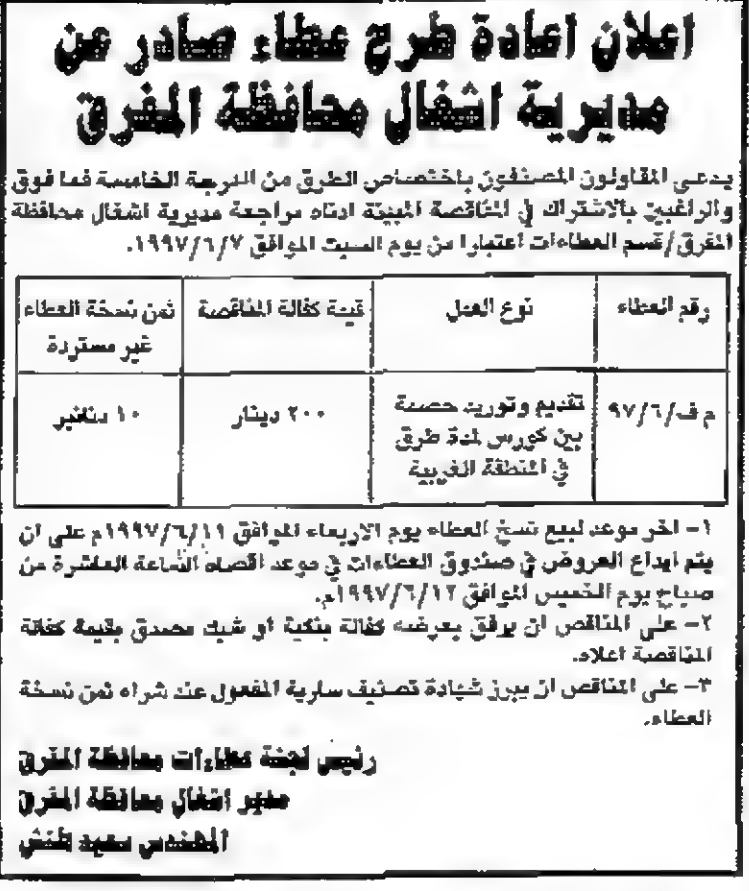 اعلان اعادة طرح عطاء صادر عن
مديرية اشغال محافظة المفرق
يدعى المقاولون المصنفون باختصاص الطرق من الدرجة الخامسة فما فوق
والراغبين بالاشتراك في المناقصة المبينة ادناه مراجعة مديرية اشغال محافظة
المفرق/قسم العطاءات اعتبارا من يوم السبت الموافق ١٩٩٧/٦/٧.
رقم العطاء نوع العمل قيمة كفالة المناقصة ثمن نسخة العطاء
غير مستردة
م ف/٩٧/٦ تقديم وتوريد حصمة ٢٠٠ دينار ١٠ دنانير
بين كورس لعدة طرق
في المنطقة الغربية
١- اخر موعد لبيع نسخ العطاء يوم الاربعاء الموافق ١٩٩٧/٦/١١م على ان
يتم ايداع العروض في صندوق العطاءات في موعد اقصاه الساعة العاشرة من
صباح يوم الخميس الموافق ١٩٩٧/٦/١٢م.
٢- على المناقص ان يرفق بعرضه كفالة بنكية او شيك مصدق بقيمة كفالة
المناقصة اعلاه.
٣- على المناقص ان يبرز شهادة تصنيف سارية المفعول عند شراء ثمن نسخة
العطاء.
رئيس لجنة عطاءات محافظة المفرق
مدير اشغال محافظة المفرق
المهندس سعيد